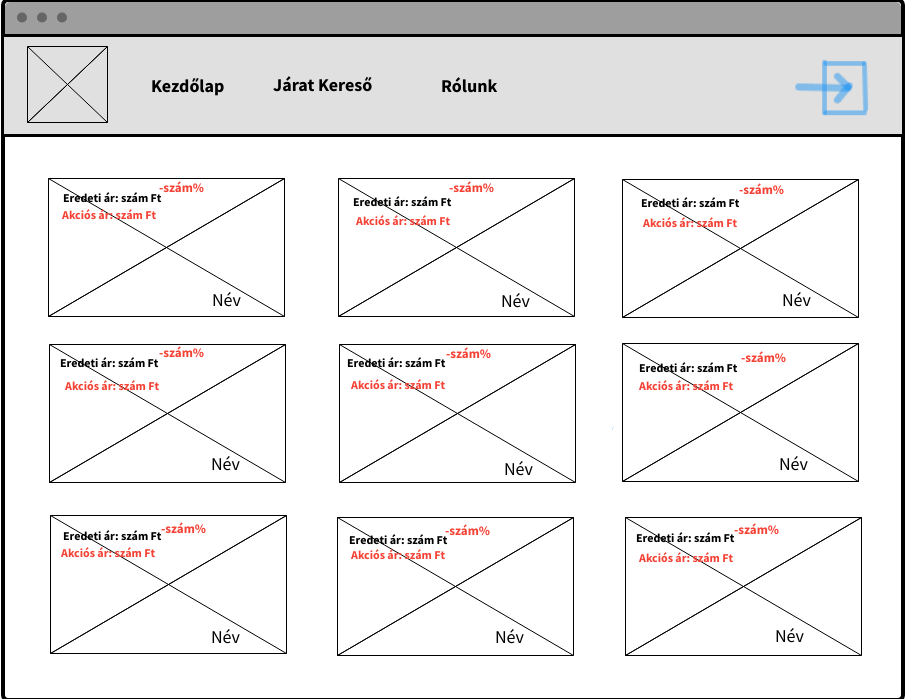 Kezdőlap
Járat Kereső
Rólunk
-szám%
Eredeti ár: szám Ft
Akciós ár: szám Ft
Név
-szám%
Eredeti ár: szám Ft
Akciós ár: szám Ft
Név
-szám%
Eredeti ár: szám Ft
Akciós ár: szám Ft
Név
-szám%
Eredeti ár: szám Ft
Akciós ár: szám Ft
Név
-szám%
Eredeti ár: szám Ft
Akciós ár: szám Ft
Név
-szám%
Eredeti ár: szám Ft
Akciós ár: szám Ft
Név
-szám%
Eredeti ár: szám Ft
Akciós ár: szám Ft
Név
-szám%
Eredeti ár: szám Ft
Akciós ár: szám Ft
Név
-szám%
Eredeti ár: szám Ft
Akciós ár: szám Ft
Név